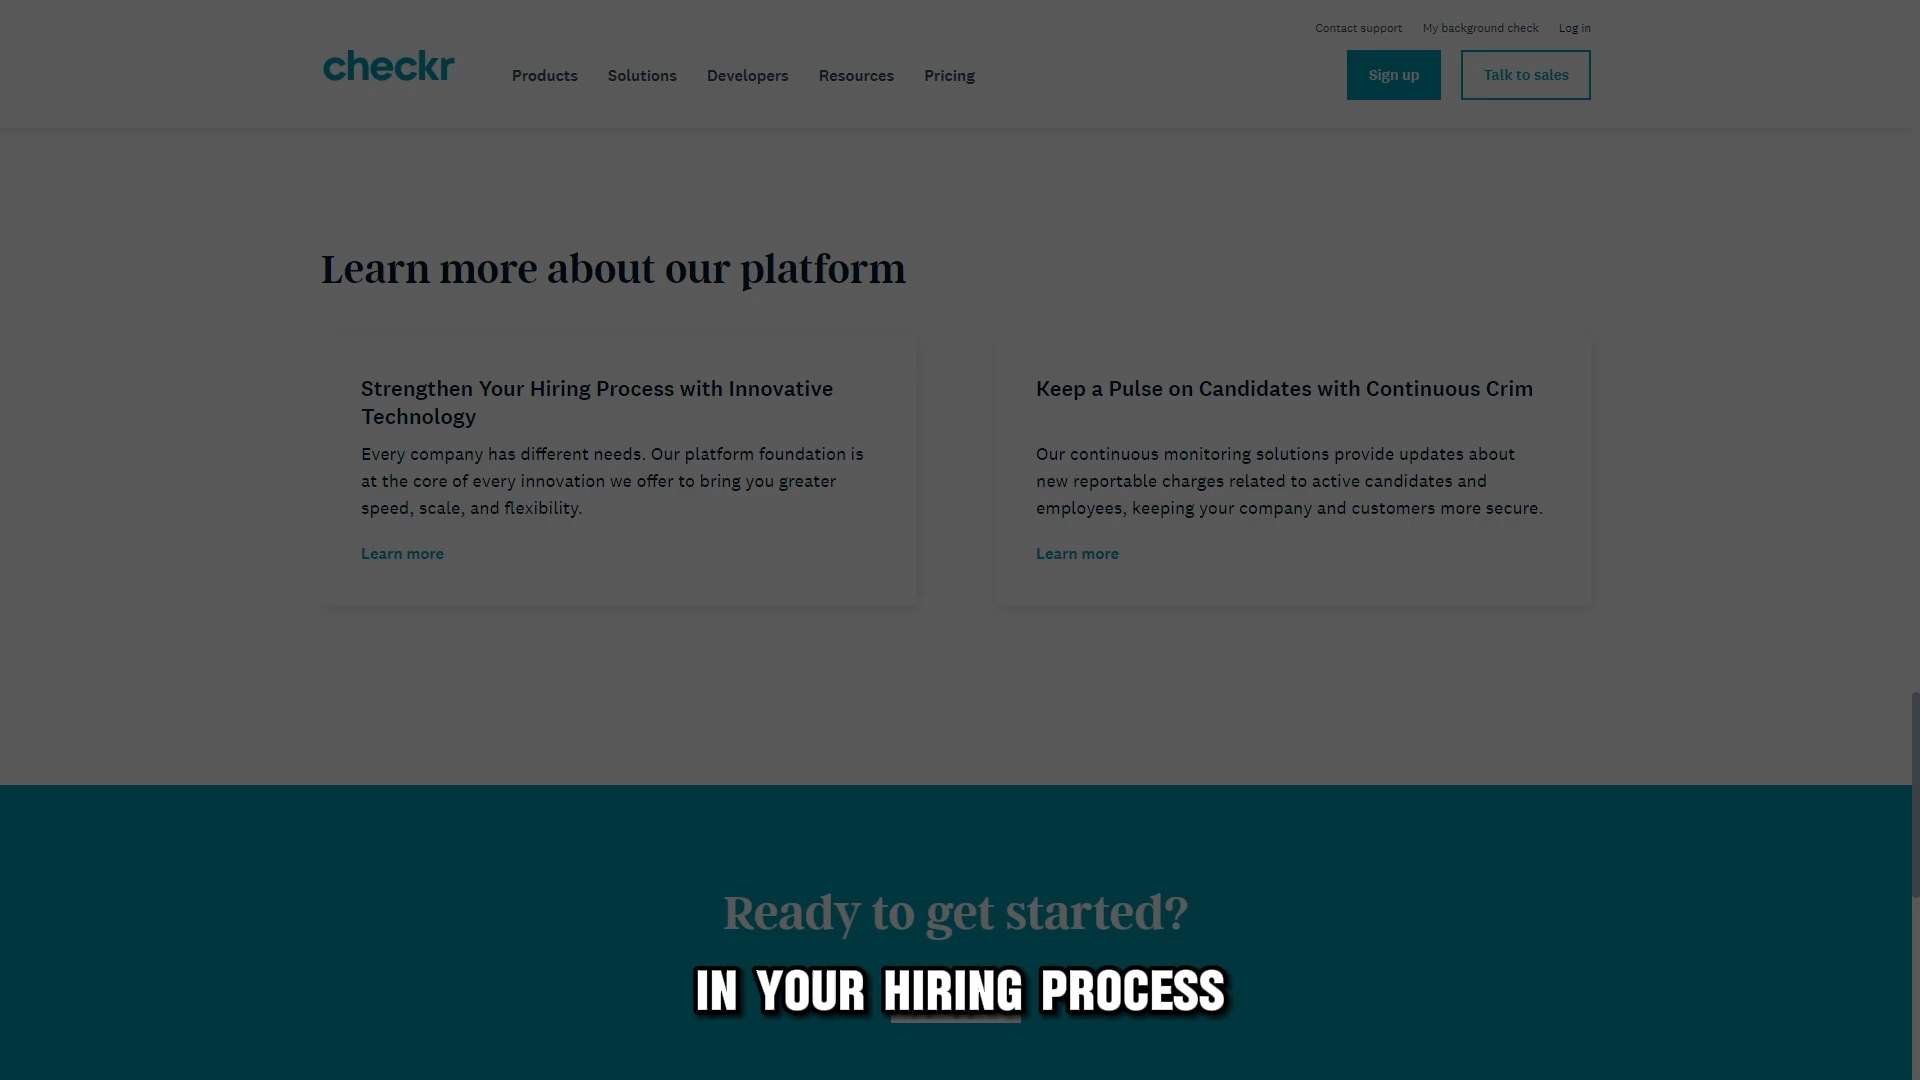 Contact support My background check Log in
checkr Products Solutions Developers Resources Pricing Sign up Talk to sales
Learn more about our platform
Strengthen Your Hiring Process with Innovative
Technology
Every company has different needs. Our platform foundation is
at the core of every innovation we offer to bring you greater
speed, scale, and flexibility.
Learn more
Keep a Pulse on Candidates with Continuous Crim
Our continuous monitoring solutions provide updates about
new reportable charges related to active candidates and
employees, keeping your company and customers more secure.
Learn more
Ready to get started?
IN YOUR HIRING PROCESS